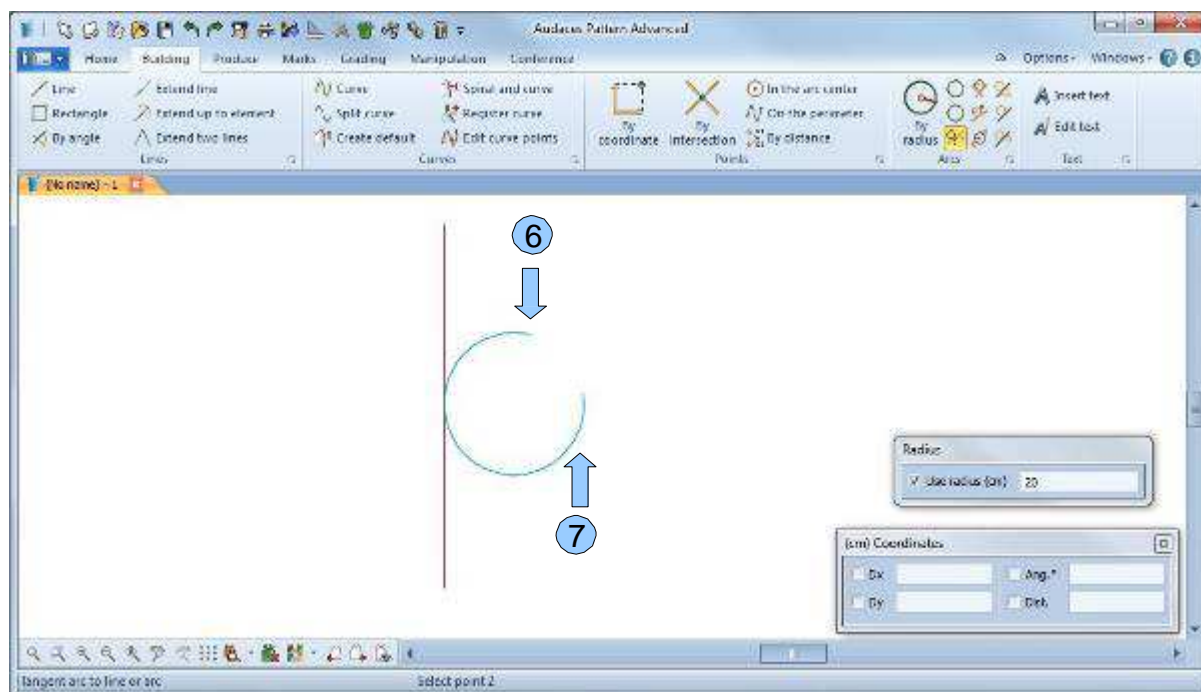 Audaces Pattern Advanced
Home Building Produce Marks Grading Manipulation Conference Options Windows
Line Extend line Curve Spiral and curve By coordinate By intersection In the arc center By radius Insert text
Rectangle Extend up to element Split curve Register curve On the perimeter Edit text
By angle Extend two lines Create default Edit curve points By distance
Lines Curves Points Arcs Text
(No name) - 1
6
7
Radius
Use radius (cm) 20
(cm) Coordinates
Dx Ang.°
Dy Dist.
Tangent arc to line or arc Select point 2